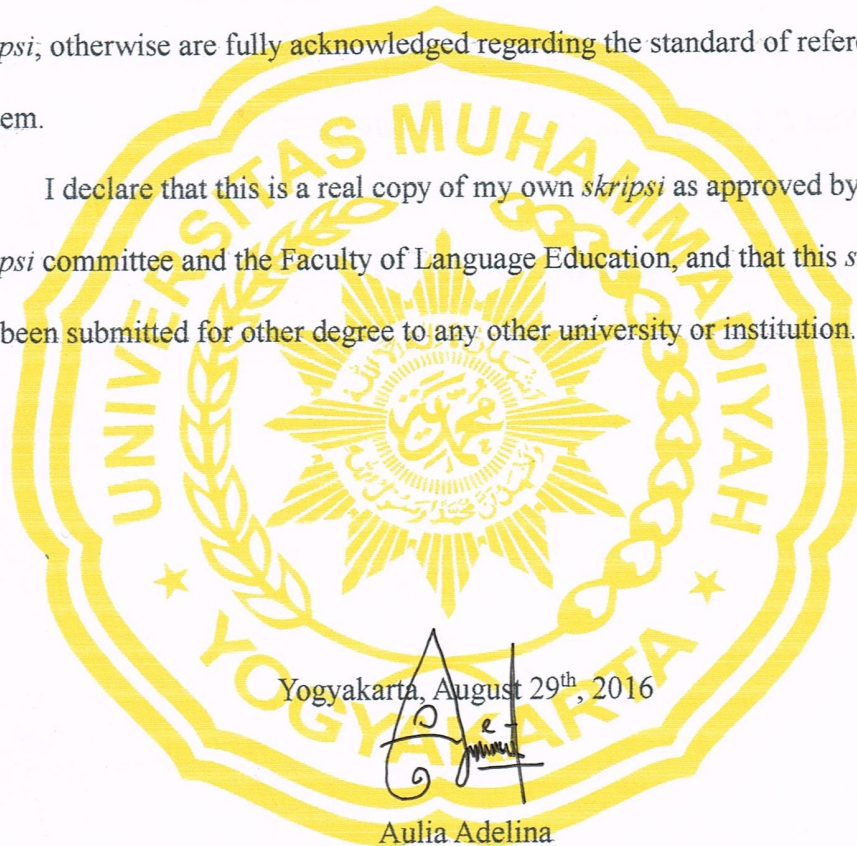 psi; otherwise are fully acknowledged regarding the standard of refere
em.
I declare that this is a real copy of my own skripsi as approved by
psi committee and the Faculty of Language Education, and that this s
been submitted for other degree to any other university or institution.
UNIVERSITAS MUHAMMADIYAH
YOGYAKARTA
محمد
Yogyakarta, August 29th, 2016
Aulia Adelina